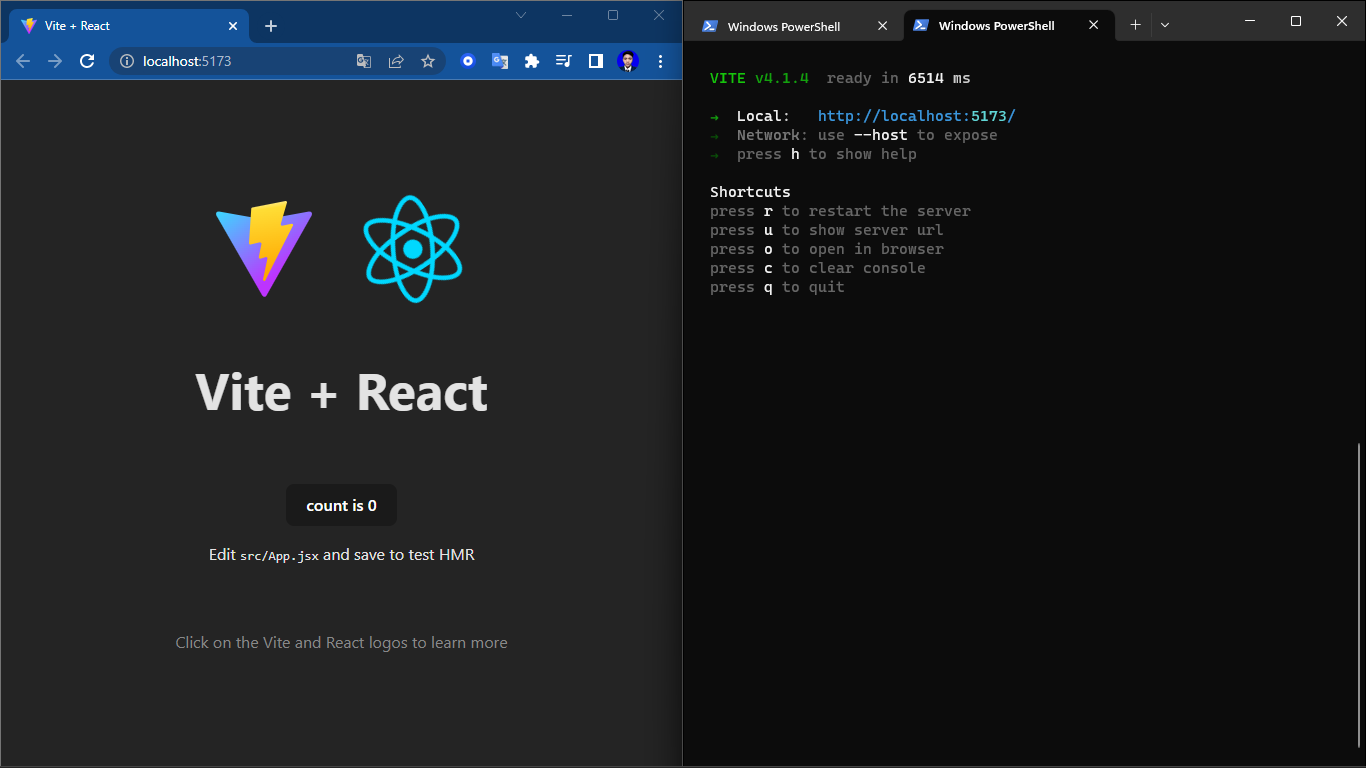 Vite + React
localhost:5173
Vite + React
count is 0
Edit src/App.jsx and save to test HMR
Click on the Vite and React logos to learn more
Windows PowerShell
Windows PowerShell
VITE v4.1.4 ready in 6514 ms
➜ Local: http://localhost:5173/
➜ Network: use --host to expose
➜ press h to show help
Shortcuts
press r to restart the server
press u to show server url
press o to open in browser
press c to clear console
press q to quit